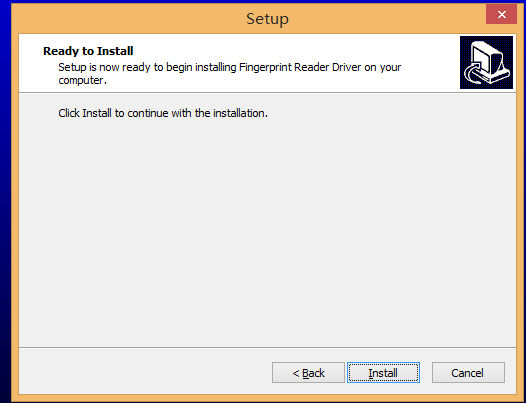 Setup
Ready to Install
Setup is now ready to begin installing Fingerprint Reader Driver on your
computer.
Click Install to continue with the installation.
< Back
Install
Cancel